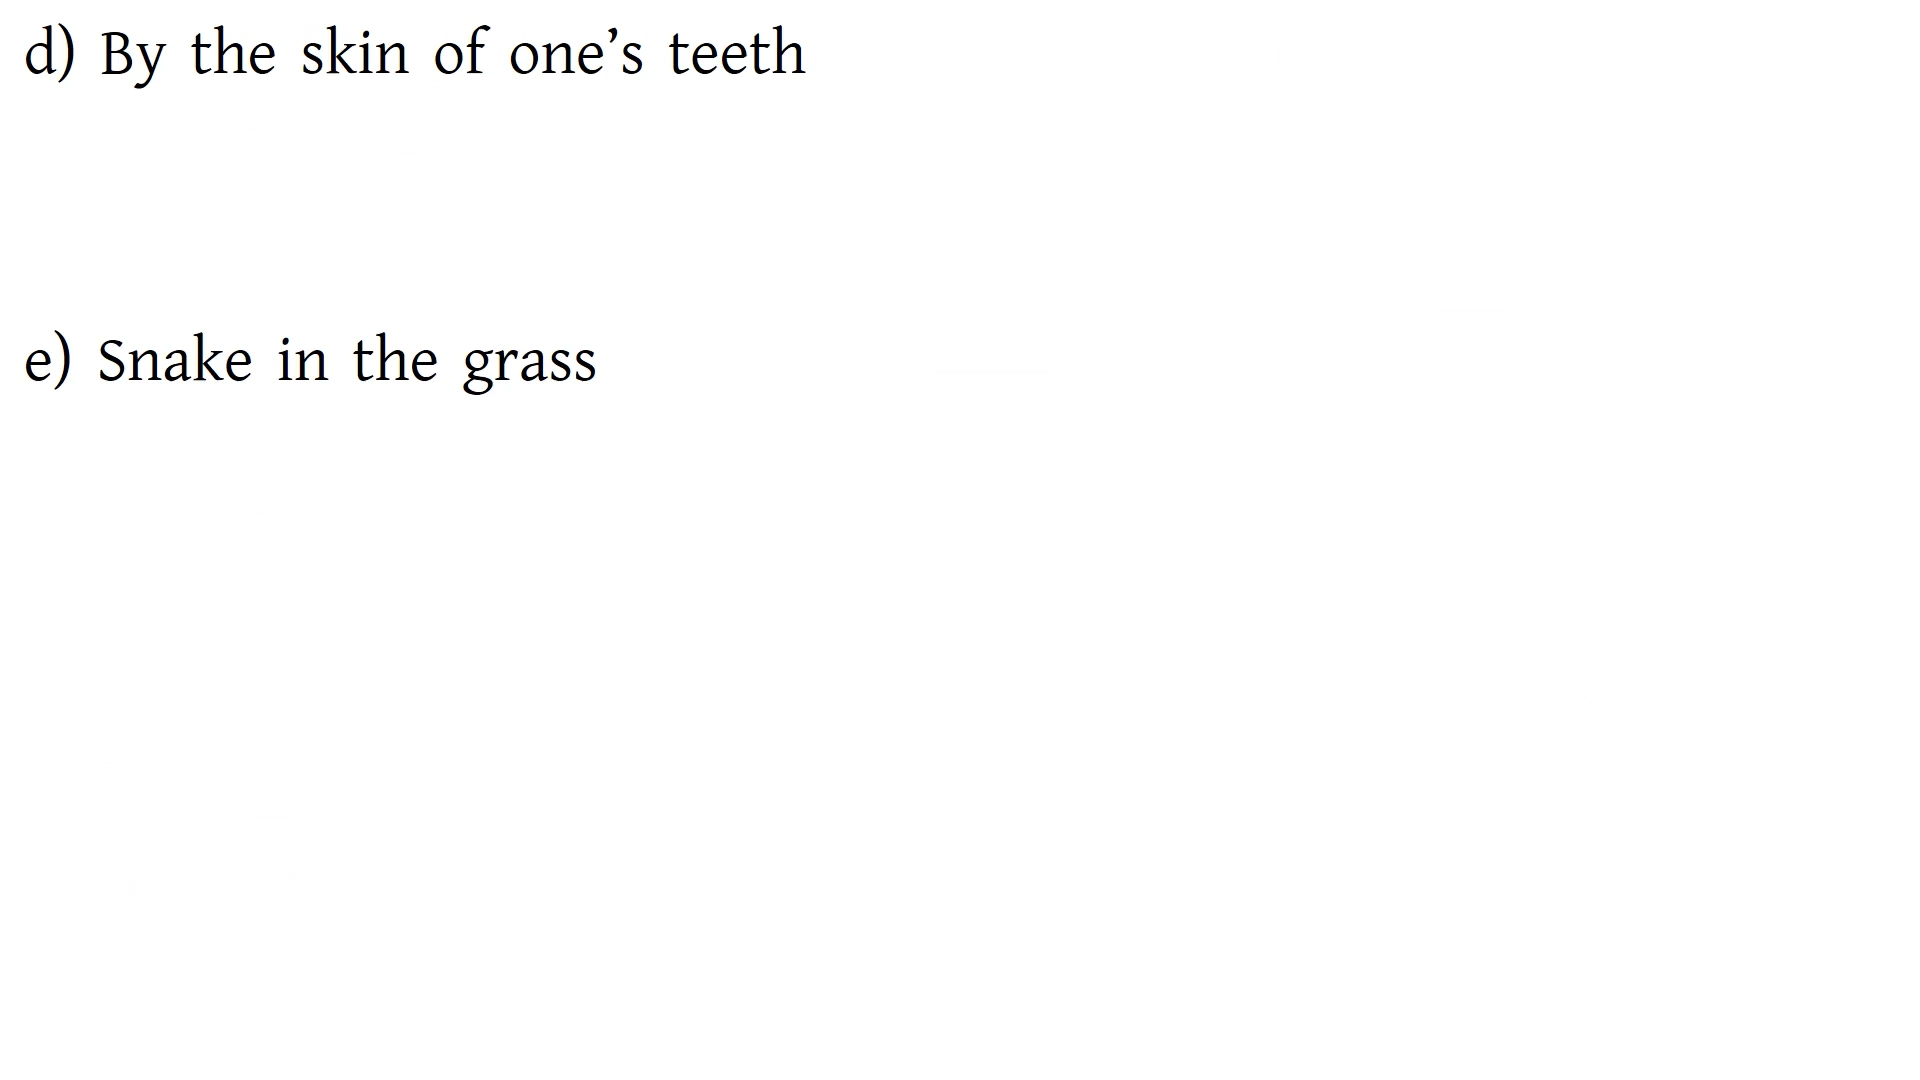 d) By the skin of one’s teeth
e) Snake in the grass